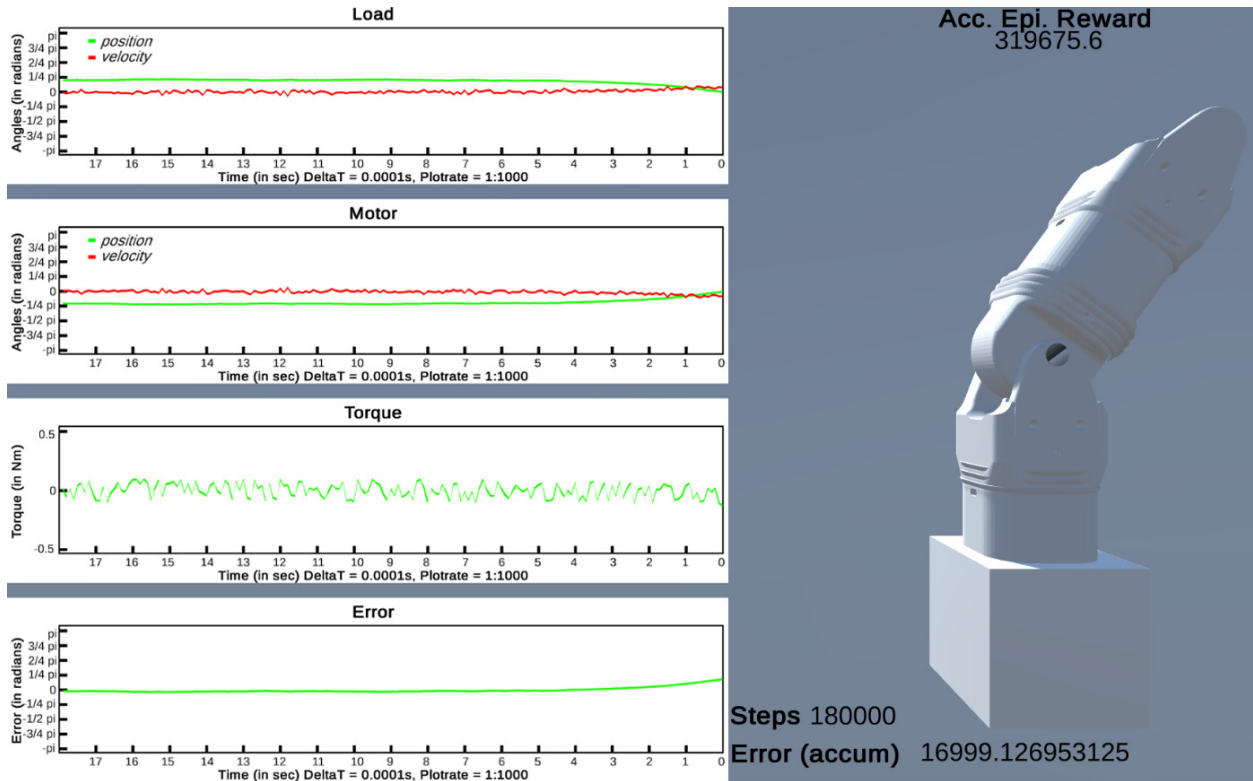 Load
Angles (in radians)
pi
3/4 pi
2/4 pi
1/4 pi
0
-1/4 pi
-2/4 pi
-3/4 pi
-pi
position
velocity
17 16 15 14 13 12 11 10 9 8 7 6 5 4 3 2 1 0
Time (in sec) DeltaT = 0.0001s, Plotrate = 1:1000
Motor
Angles (in radians)
pi
3/4 pi
2/4 pi
1/4 pi
0
-1/4 pi
-1/2 pi
-3/4 pi
-pi
position
velocity
17 16 15 14 13 12 11 10 9 8 7 6 5 4 3 2 1 0
Time (in sec) DeltaT = 0.0001s, Plotrate = 1:1000
Torque
Torque (in Nm)
0.5
0
-0.5
17 16 15 14 13 12 11 10 9 8 7 6 5 4 3 2 1 0
Time (in sec) DeltaT = 0.0001s, Plotrate = 1:1000
Error
Error (in radians)
pi
3/4 pi
2/4 pi
1/4 pi
0
-1/4 pi
-1/2 pi
-3/4 pi
-pi
17 16 15 14 13 12 11 10 9 8 7 6 5 4 3 2 1 0
Time (in sec) DeltaT = 0.0001s, Plotrate = 1:1000
Acc. Epi. Reward
319675.6
Steps 180000
Error (accum) 16999.126953125